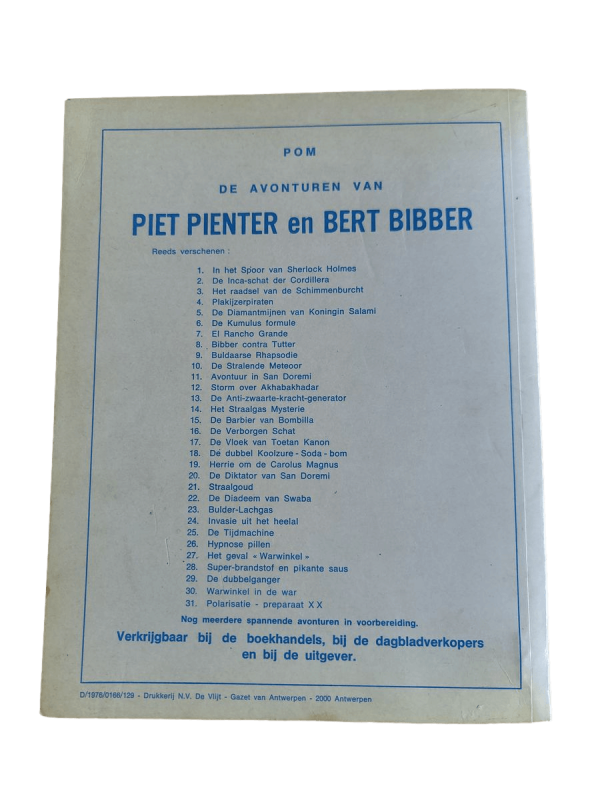 POM
DE AVONTUREN VAN
PIET PIENTER en BERT BIBBER
Reeds verschenen :
1. In het Spoor van Sherlock Holmes
2. De Inca-schat der Cordillera
3. Het raadsel van de Schimmenburcht
4. Plakijzerpiraten
5. De Diamantmijnen van Koningin Salami
6. De Kumulus formule
7. El Rancho Grande
8. Bibber contra Tutter
9. Buldaarse Rhapsodie
10. De Stralende Meteoor
11. Avontuur in San Doremi
12. Storm over Akhabakhadar
13. De Anti-zwaarte-kracht-generator
14. Het Straalgas Mysterie
15. De Barbier van Bombilla
16. De Verborgen Schat
17. De Vloek van Toetan Kanon
18. De dubbel Koolzure - Soda - bom
19. Herrie om de Carolus Magnus
20. De Diktator van San Doremi
21. Straalgoud
22. De Diadeem van Swaba
23. Bulder-Lachgas
24. Invasie uit het heelal
25. De Tijdmachine
26. Hypnose pillen
27. Het geval « Warwinkel »
28. Super-brandstof en pikante saus
29. De dubbelganger
30. Warwinkel in de war
31. Polarisatie - preparaat X X
Nog meerdere spannende avonturen in voorbereiding.
Verkrijgbaar bij de boekhandels, bij de dagbladverkopers
en bij de uitgever.
D/1976/0166/129 - Drukkerij N.V. De Vlijt - Gazet van Antwerpen - 2000 Antwerpen